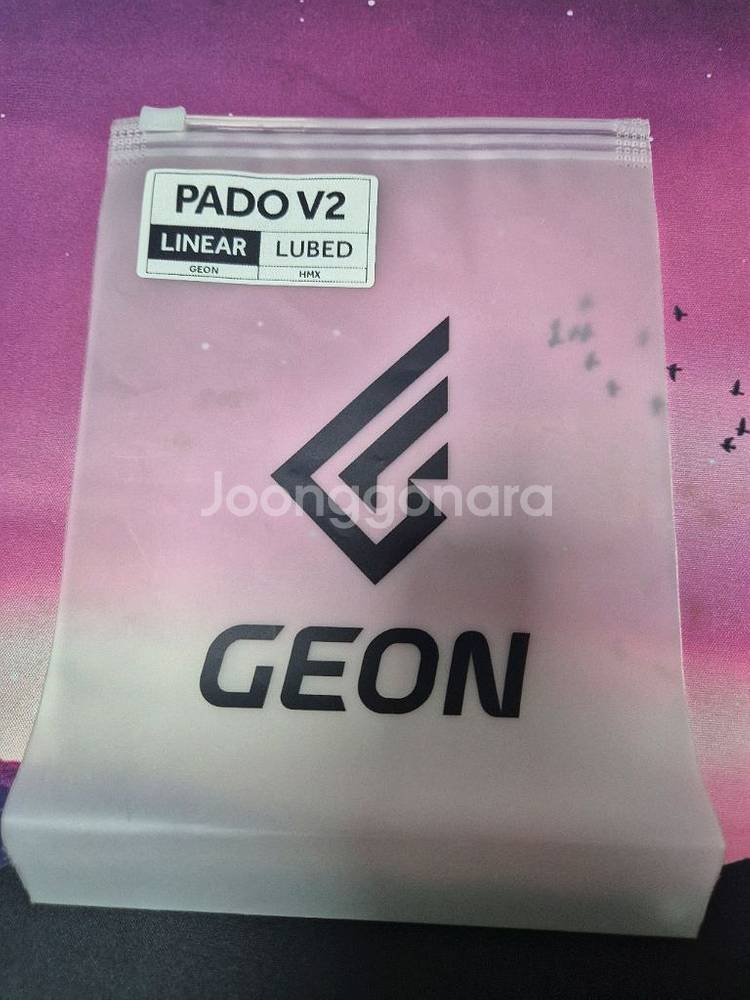 PADO V2
LINEAR LUBED
GEON HMX
Joonggonara
GEON